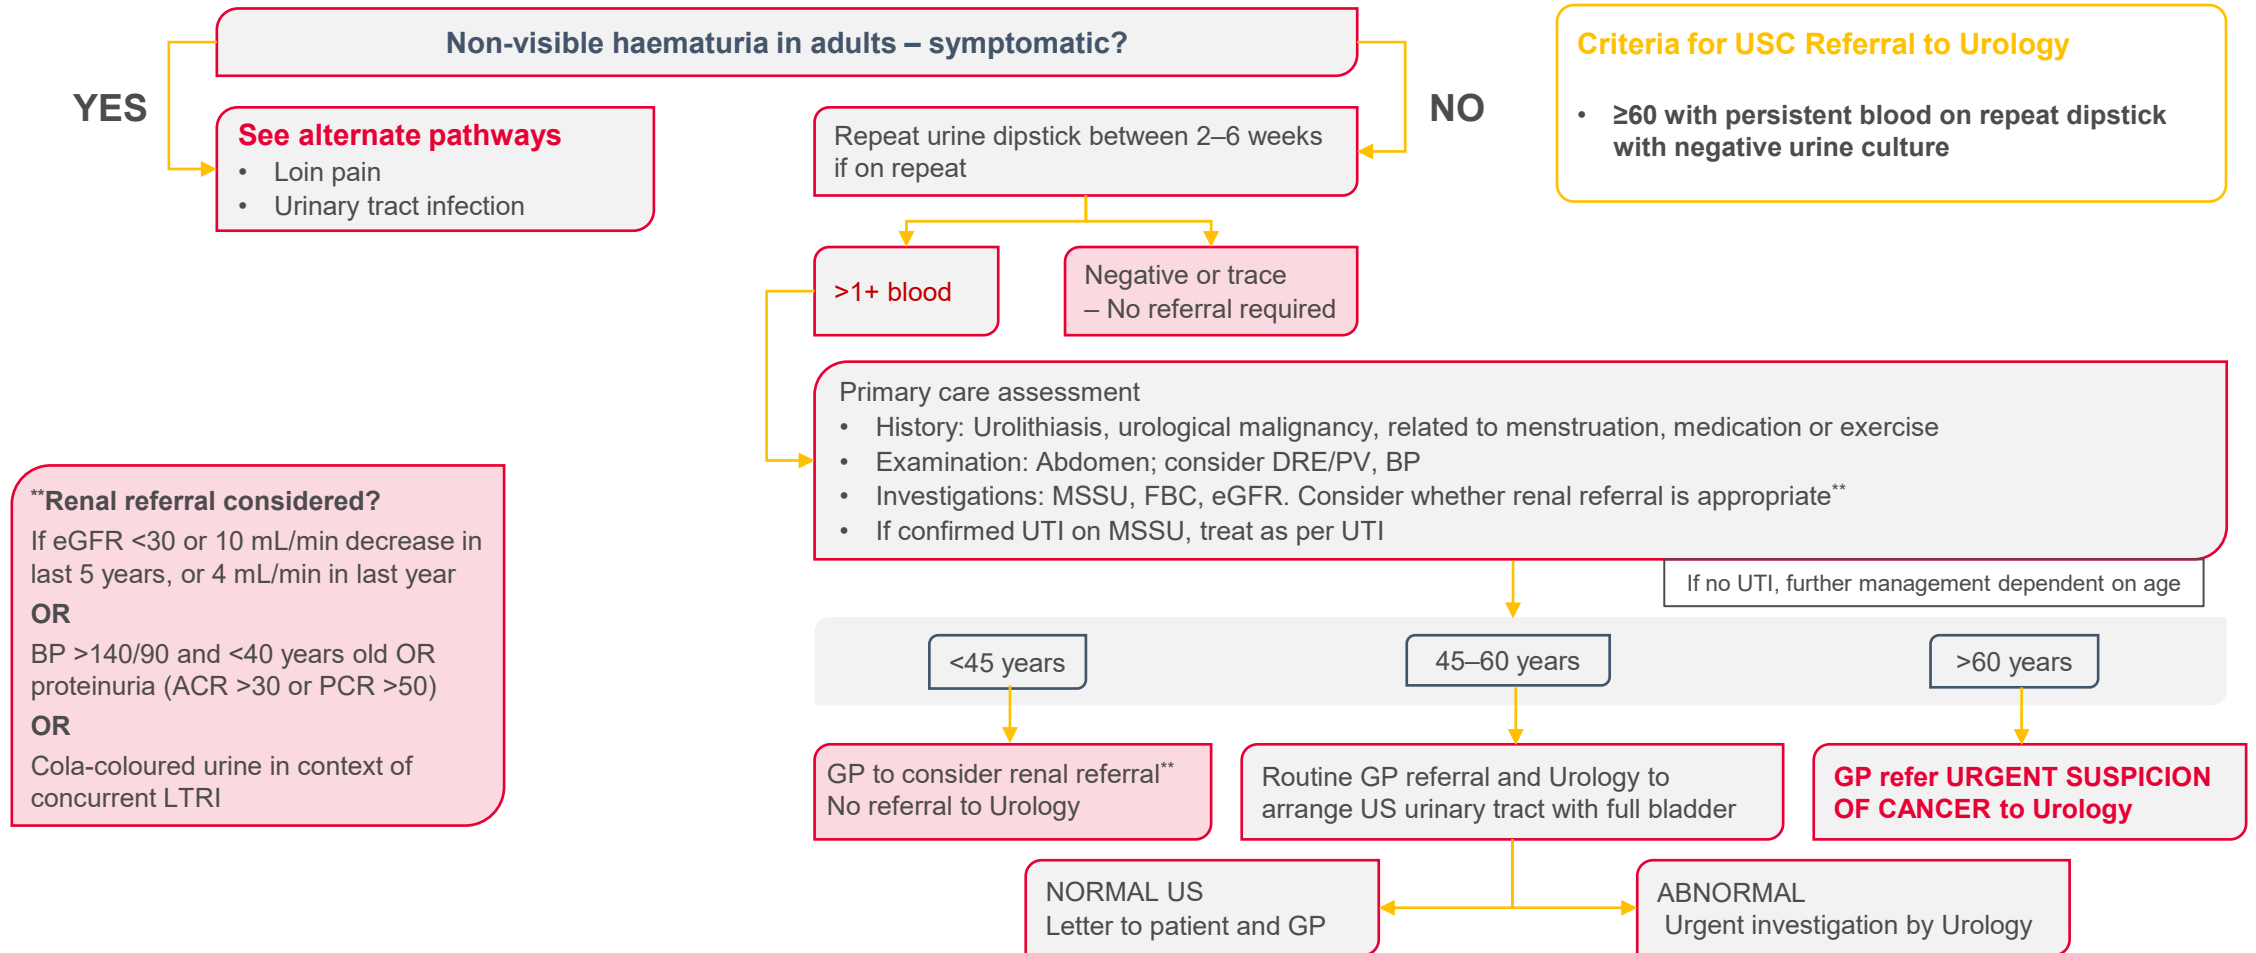 Non-visible haematuria in adults – symptomatic?
YES
NO
Criteria for USC Referral to Urology
• ≥60 with persistent blood on repeat dipstick
with negative urine culture
See alternate pathways
• Loin pain
• Urinary tract infection
Repeat urine dipstick between 2–6 weeks
if on repeat
>1+ blood
Negative or trace
– No referral required
Primary care assessment
• History: Urolithiasis, urological malignancy, related to menstruation, medication or exercise
• Examination: Abdomen; consider DRE/PV, BP
• Investigations: MSSU, FBC, eGFR. Consider whether renal referral is appropriate**
• If confirmed UTI on MSSU, treat as per UTI
If no UTI, further management dependent on age
**Renal referral considered?
If eGFR <30 or 10 mL/min decrease in
last 5 years, or 4 mL/min in last year
OR
BP >140/90 and <40 years old OR
proteinuria (ACR >30 or PCR >50)
OR
Cola-coloured urine in context of
concurrent LTRI
<45 years
45–60 years
>60 years
GP to consider renal referral**
No referral to Urology
Routine GP referral and Urology to
arrange US urinary tract with full bladder
GP refer URGENT SUSPICION
OF CANCER to Urology
NORMAL US
Letter to patient and GP
ABNORMAL
Urgent investigation by Urology